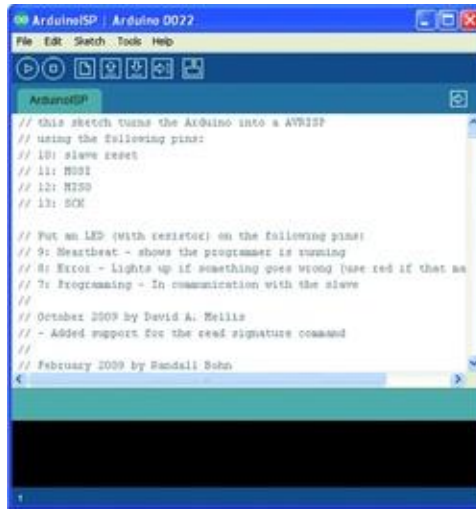 ArduinoISP | Arduino 0022
File Edit Sketch Tools Help
ArduinoISP
// this sketch turns the Arduino into a AVRISP
// using the following pins:
// 10: slave reset
// 11: MOSI
// 12: MISO
// 13: SCK
// Put an LED (with resistor) on the following pins:
// 9: Heartbeat - shows the programmer is running
// 8: Error - Lights up if something goes wrong (use red if that ma
// 7: Programming - In communication with the slave
//
// October 2009 by David A. Mellis
// - Added support for the read signature command
//
// February 2009 by Randall Bohn
1